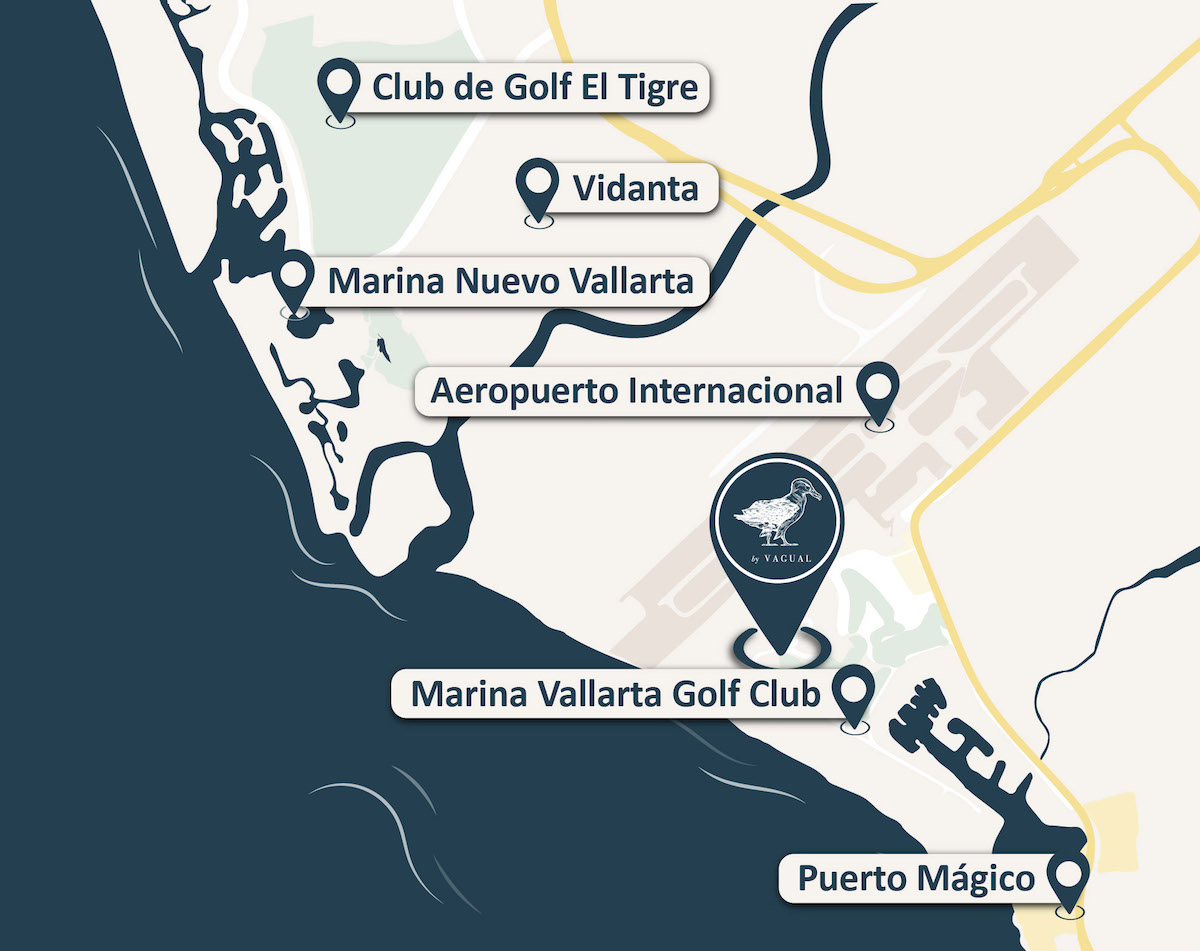 Club de Golf El Tigre
Vidanta
Marina Nuevo Vallarta
Aeropuerto Internacional
by VAGUAL
Marina Vallarta Golf Club
Puerto Mágico